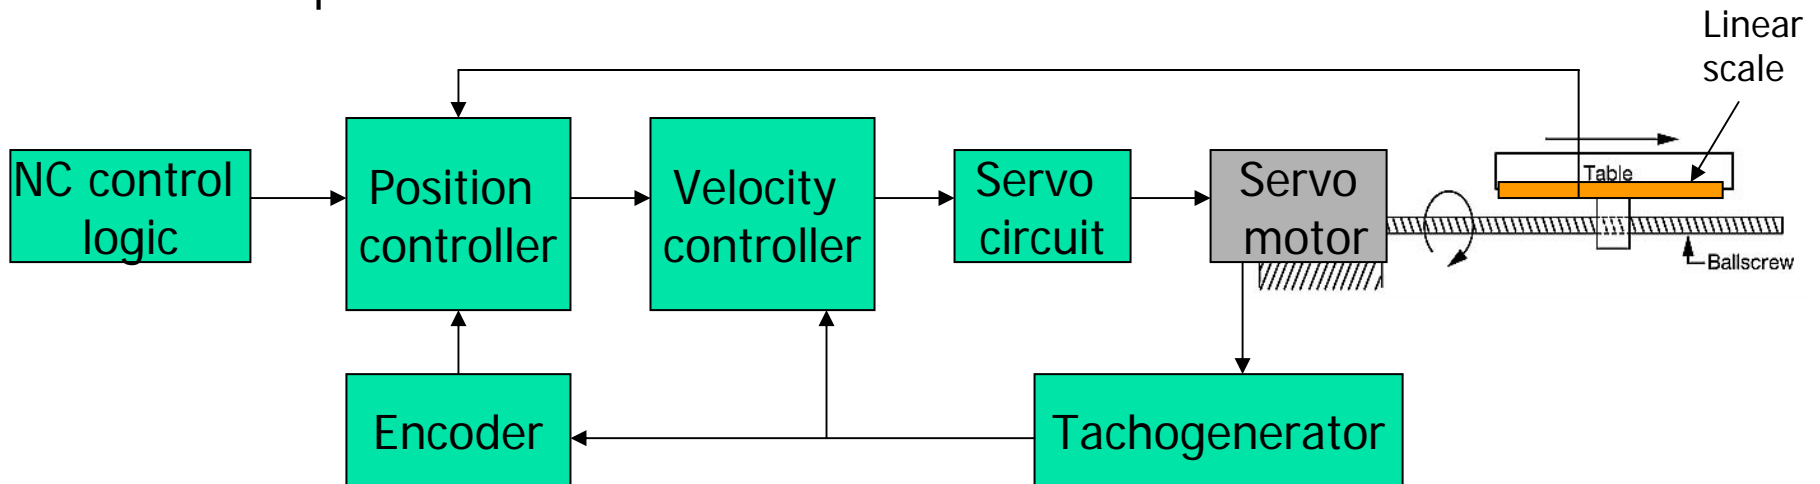 Linear
scale
NC control
logic
Position
controller
Velocity
controller
Servo
circuit
Servo
motor
Table
Ballscrew
Encoder
Tachogenerator